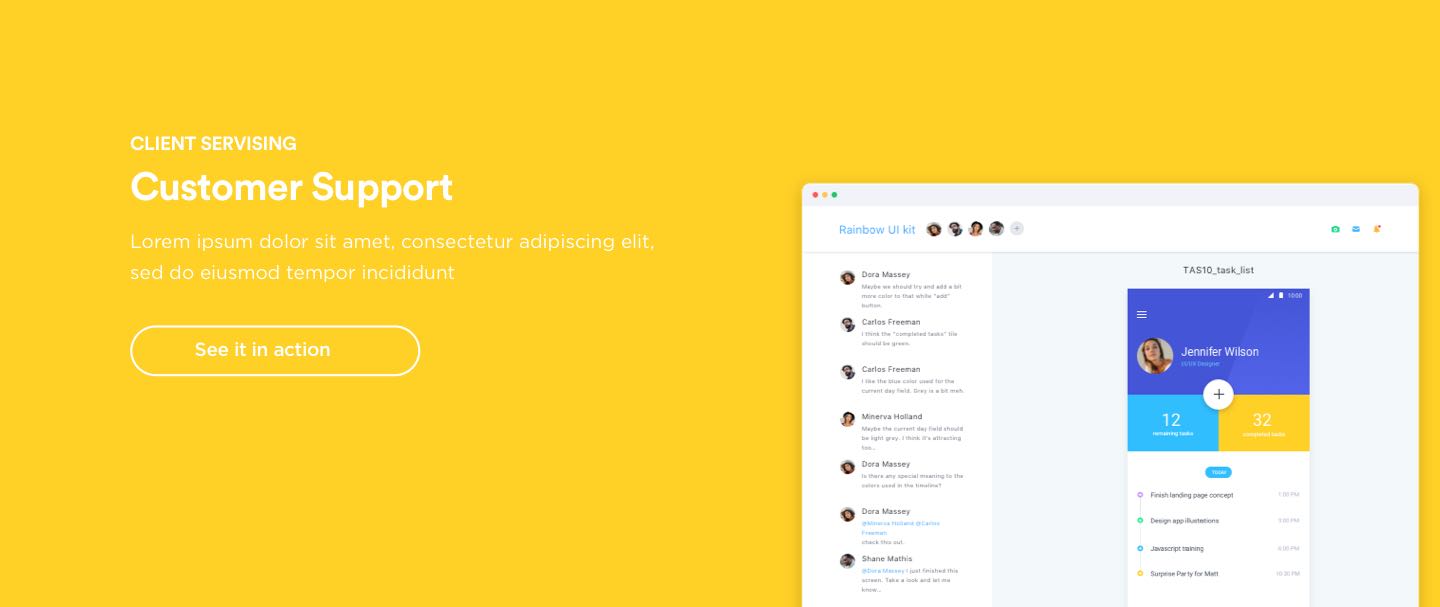 CLIENT SERVISING
Customer Support
Lorem ipsum dolor sit amet, consectetur adipiscing elit,
sed do eiusmod tempor incididunt
See it in action
Rainbow UI kit
+
Dora Massey
Maybe we should try and add a bit
more color to that while "add"
button.
Carlos Freeman
I think the "completed tasks" tile
should be green.
Carlos Freeman
I like the blue color used for the
current day field. Grey is a bit meh.
Minerva Holland
Maybe the current day field should
be light grey. I think it's attracting
too...
Dora Massey
Is there any special meaning to the
colors used in the timeline?
Dora Massey
@Minerva Holland @Carlos
Freeman
check this out.
Shane Mathis
@Dora Massey I just finished this
screen. Take a look and let me
know...
TAS10_task_list
10:00
Jennifer Wilson
UI/UX Designer
+
12
remaining tasks
32
completed tasks
TODAY
Finish landing page concept 1:00 PM
Design app illustrations 3:00 PM
Javascript training 6:00 PM
Surprise Party for Matt 10:30 PM